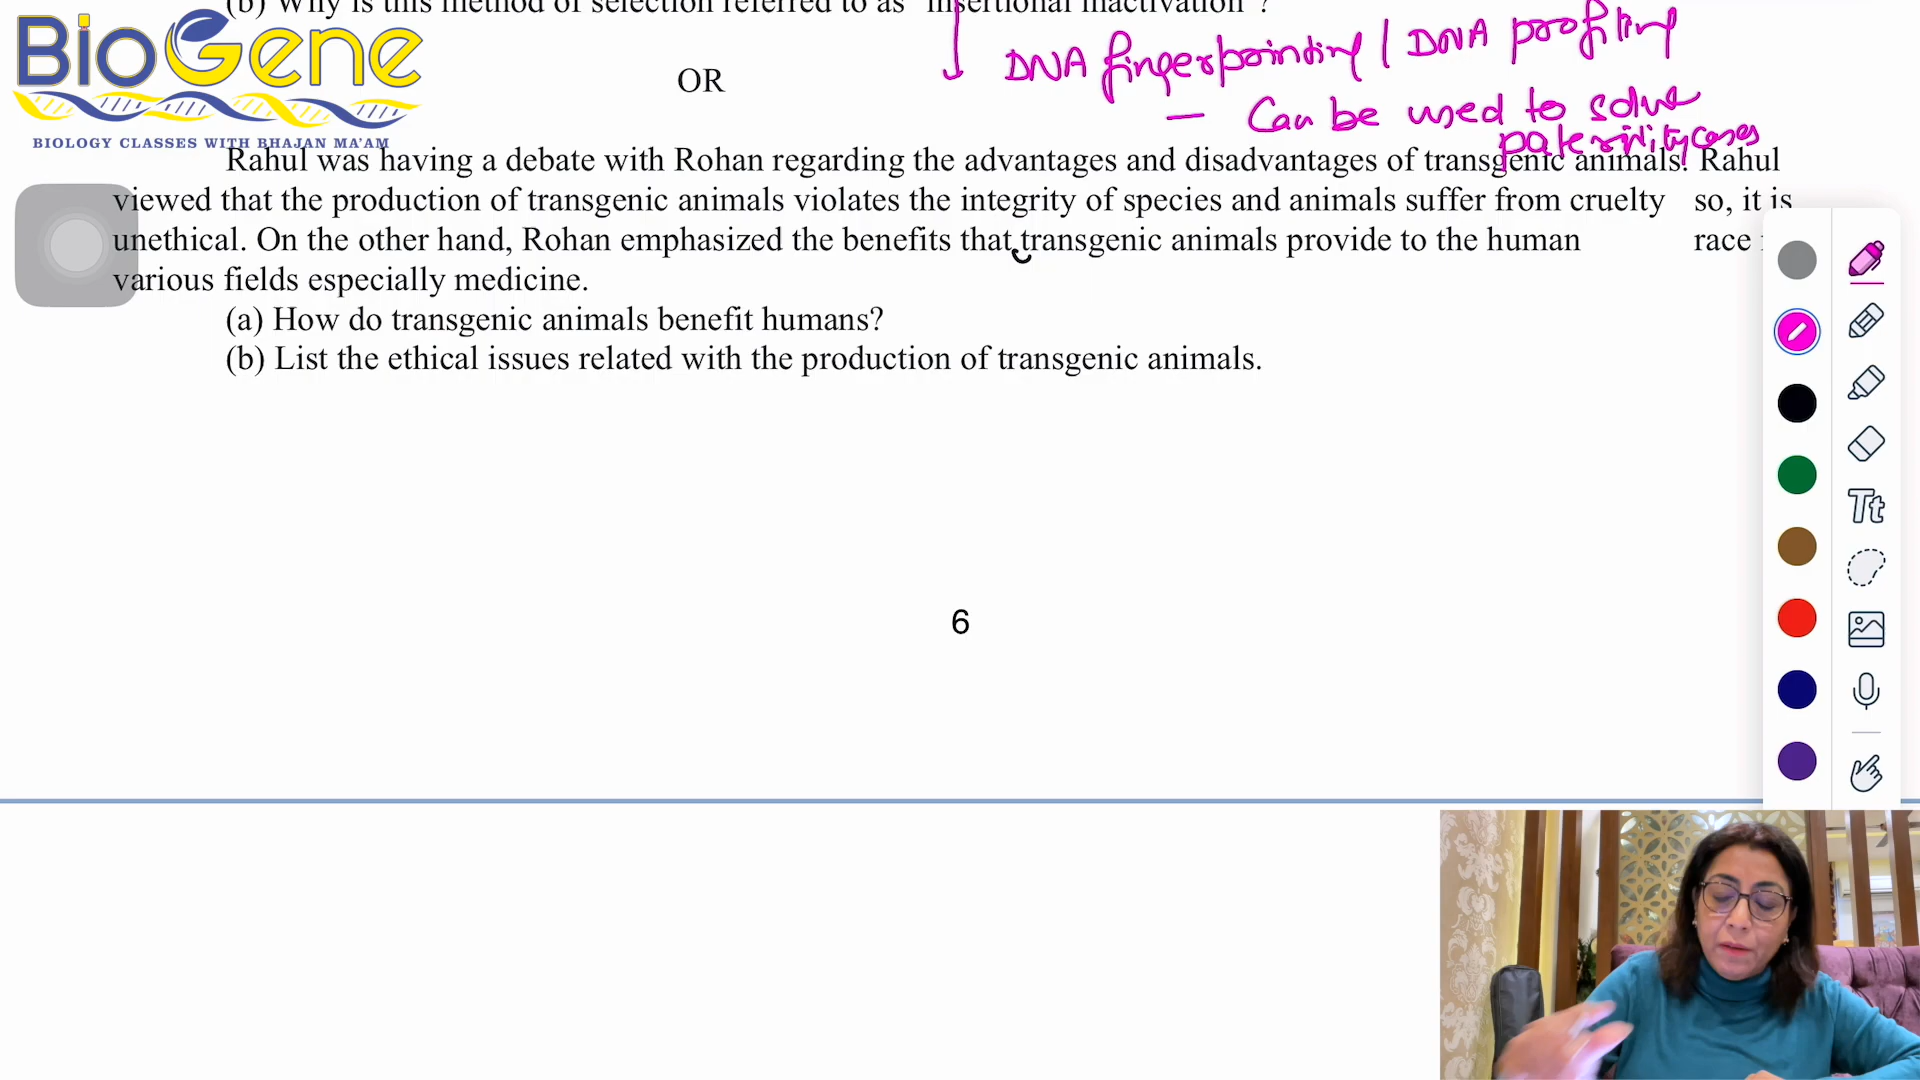 (b) Why is this method of selection referred to as "insertional inactivation"?
BioGene
BIOLOGY CLASSES WITH BHAJAN MA'AM
DNA fingerprinting / DNA profiling
OR
— Can be used to solve
paternity cases
Rahul was having a debate with Rohan regarding the advantages and disadvantages of transgenic animals. Rahul
viewed that the production of transgenic animals violates the integrity of species and animals suffer from cruelty so, it is
unethical. On the other hand, Rohan emphasized the benefits that transgenic animals provide to the human race
various fields especially medicine.
(a) How do transgenic animals benefit humans?
(b) List the ethical issues related with the production of transgenic animals.
Tt
6